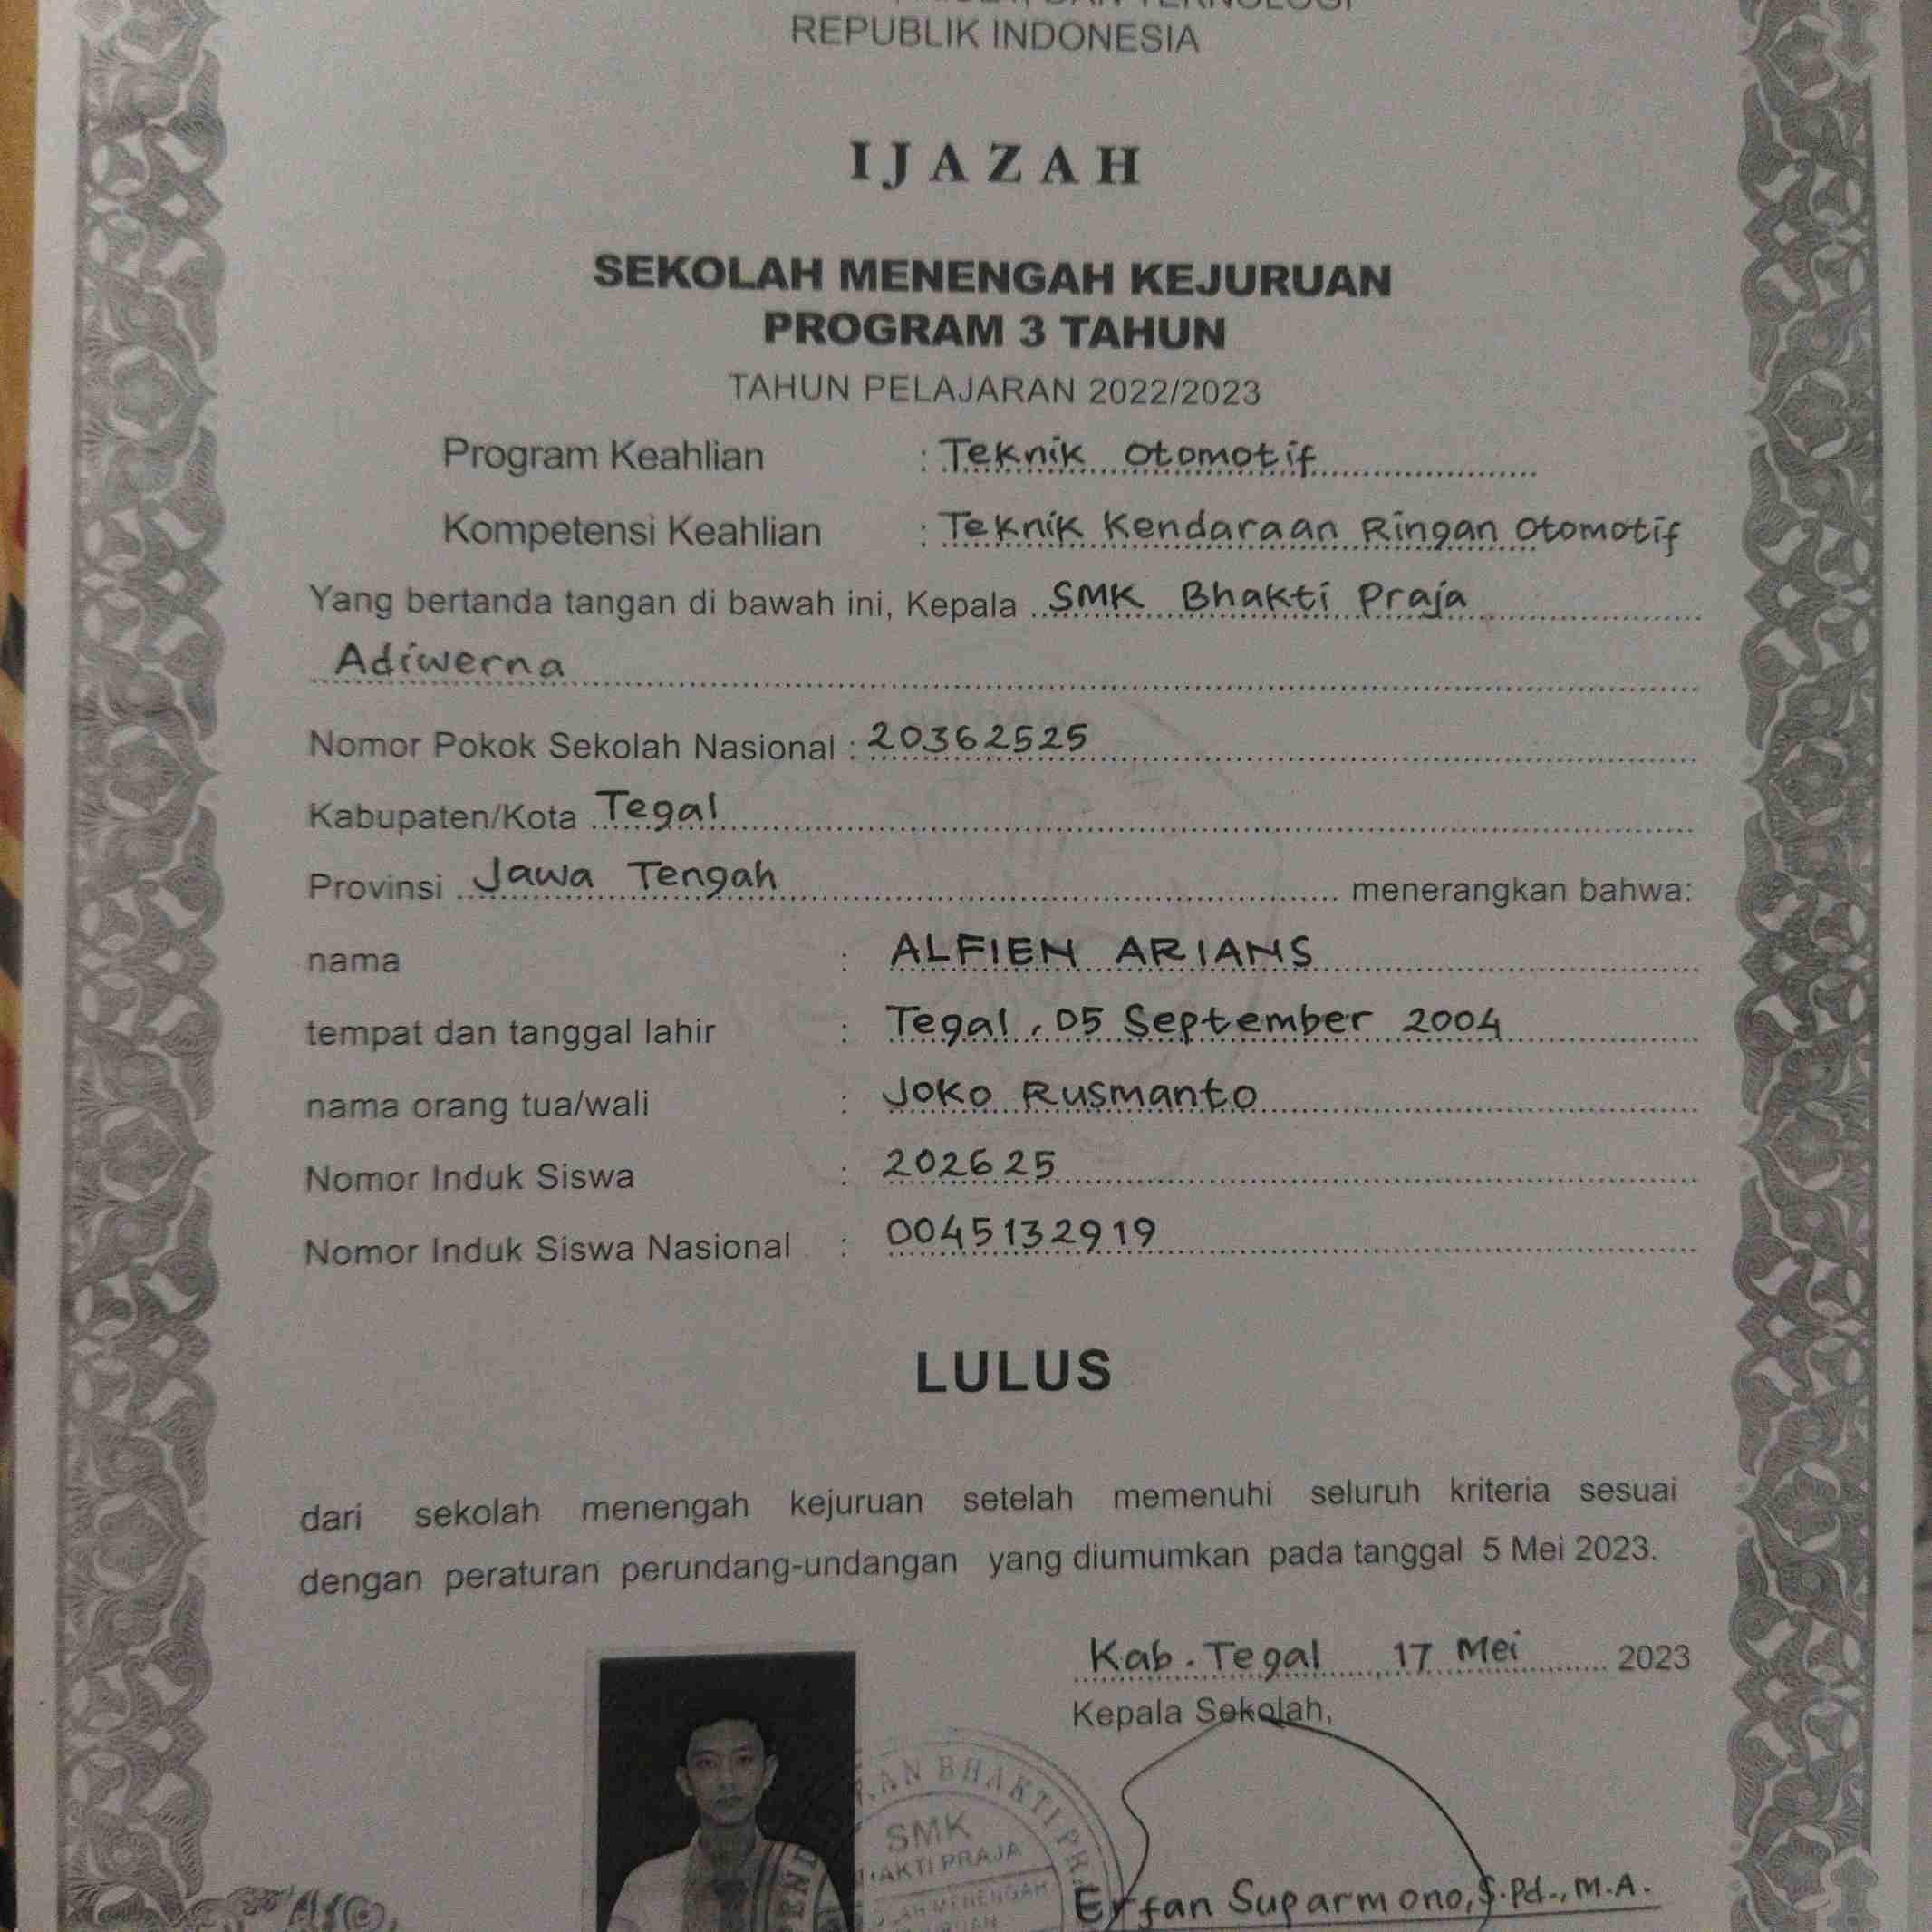 REPUBLIK INDONESIA
IJAZAH
SEKOLAH MENENGAH KEJURUAN
PROGRAM 3 TAHUN
TAHUN PELAJARAN 2022/2023
Program Keahlian : Teknik Otomotif
Kompetensi Keahlian : Teknik Kendaraan Ringan Otomotif
Yang bertanda tangan di bawah ini, Kepala SMK Bhakti Praja
Adiwerna
Nomor Pokok Sekolah Nasional : 20362525
Kabupaten/Kota Tegal
Provinsi Jawa Tengah menerangkan bahwa:
nama : ALFIEN ARIANS
tempat dan tanggal lahir : Tegal, 05 September 2004
nama orang tua/wali : Joko Rusmanto
Nomor Induk Siswa : 202625
Nomor Induk Siswa Nasional : 0045132919
LULUS
dari sekolah menengah kejuruan setelah memenuhi seluruh kriteria sesuai
dengan peraturan perundang-undangan yang diumumkan pada tanggal 5 Mei 2023.
Kab. Tegal, 17 Mei 2023
Kepala Sekolah,
BHAKTI
SMK
PRAJA
MENENGAH
Erfan Suparmono, S.Pd., M.A.